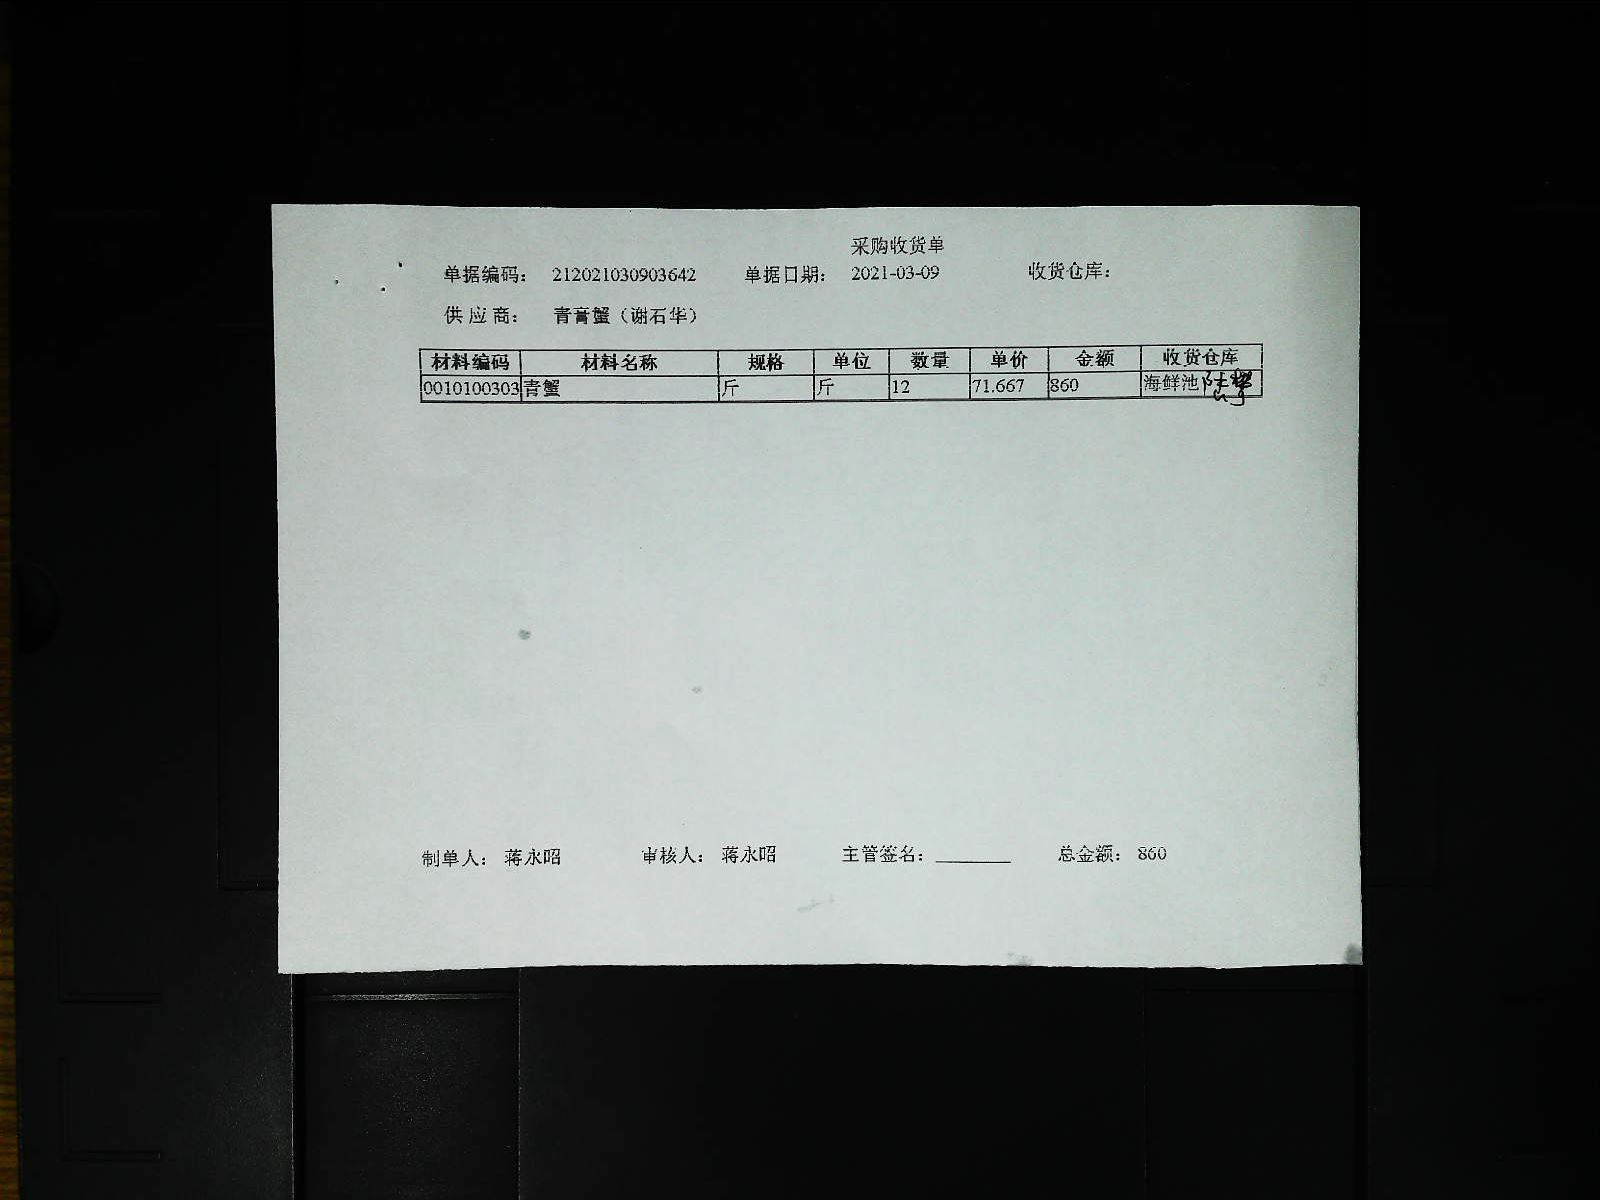 采购收货单
单据编码： 212021030903642 单据日期： 2021-03-09 收货仓库：
供应商： 青膏蟹（谢石华）
材料编码 材料名称 规格 单位 数量 单价 金额 收货仓库
0010100303 青蟹 斤 斤 12 71.667 860 海鲜池
制单人： 蒋永昭 审核人： 蒋永昭 主管签名：________ 总金额： 860